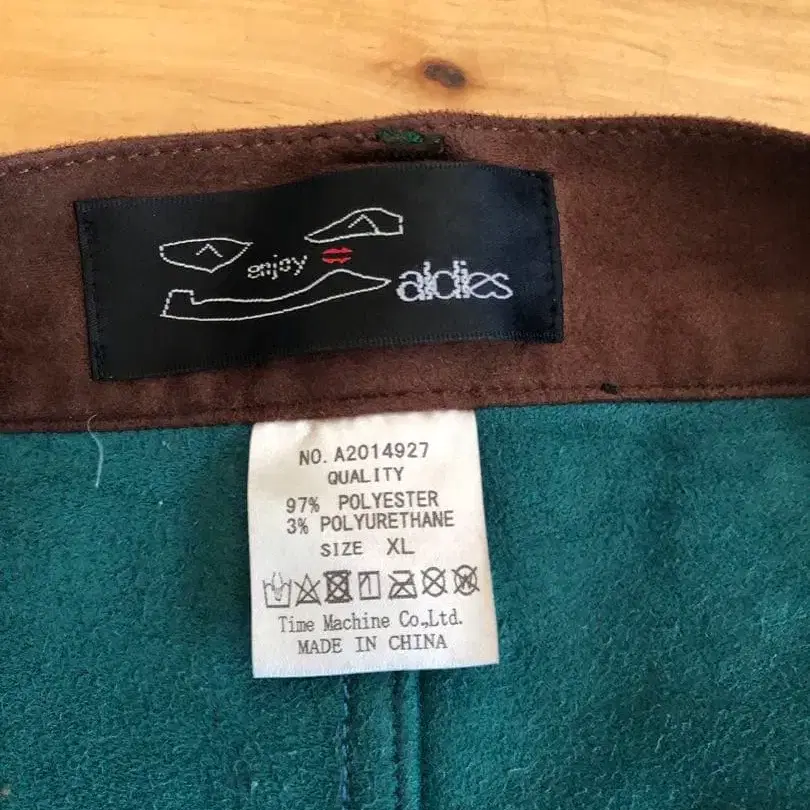 enjoy
aldies
NO. A2014927
QUALITY
97% POLYESTER
3% POLYURETHANE
SIZE XL
Time Machine Co.,Ltd.
MADE IN CHINA